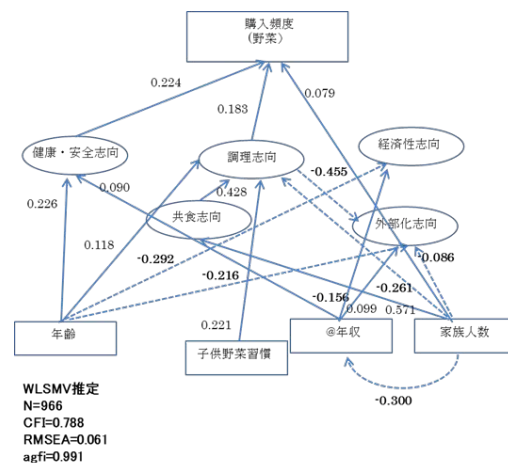 購入頻度
(野菜)
0.224
0.079
0.183
健康・安全志向
調理志向
経済性志向
0.090
-0.455
0.226
共食志向
0.428
外部化志向
0.118
-0.292
-0.086
-0.216
-0.156
-0.261
0.099
0.571
年齢
0.221
@年収
家族人数
子供野菜習慣
-0.300
WLSMV推定
N=966
CFI=0.788
RMSEA=0.061
agfi=0.991